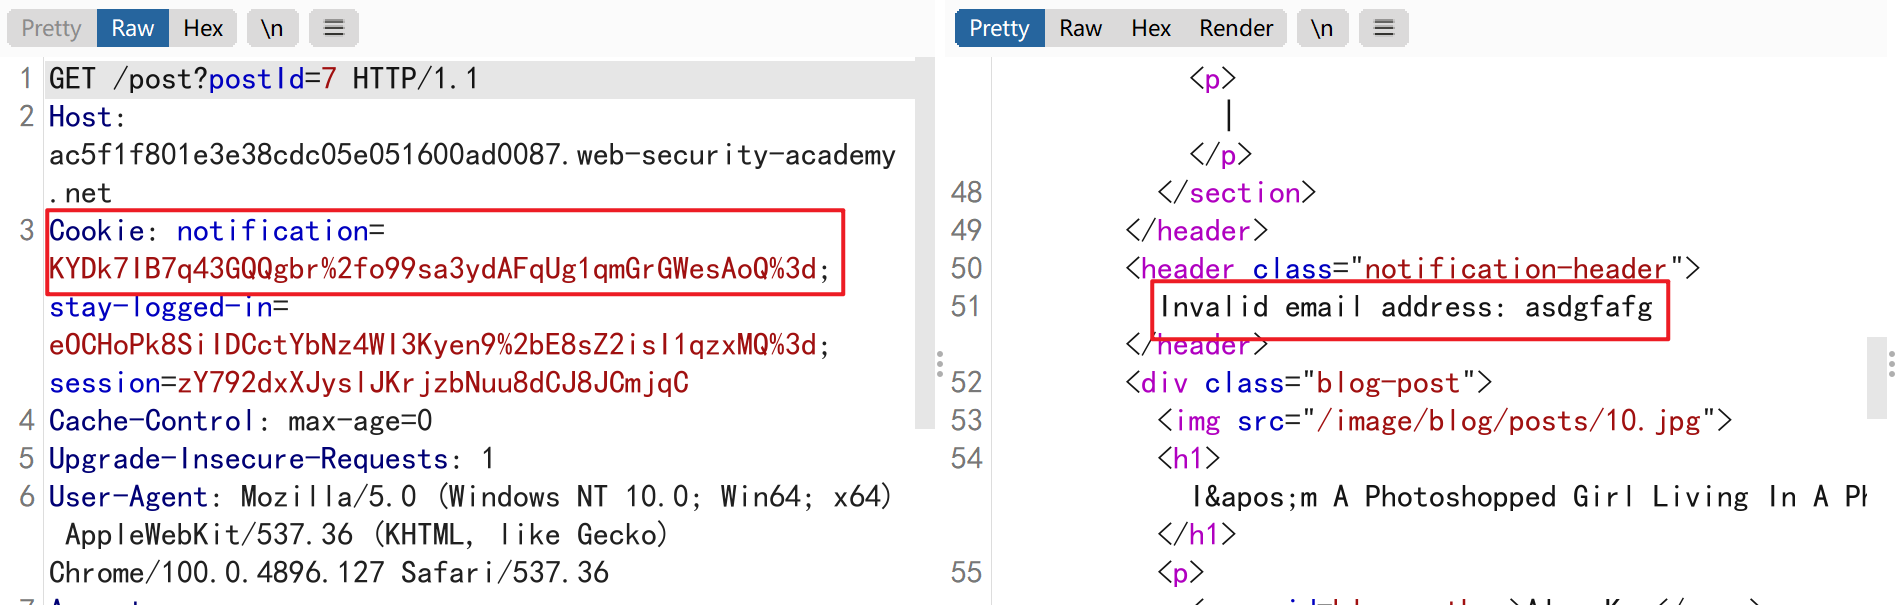 Pretty Raw Hex \n
Pretty Raw Hex Render \n
1 GET /post?postId=7 HTTP/1.1
2 Host:
ac5f1f801e3e38cdc05e051600ad0087.web-security-academy
.net
3 Cookie: notification=
KYDk7IB7q43GQQgbr%2fo99sa3ydAFqUg1qmGrGWesAoQ%3d;
stay-logged-in=
eOCHoPk8SilDCctYbNz4Wl3Kyen9%2bE8sZ2isI1qzxMQ%3d;
session=zY792dxXJyslJKrjzbNuu8dCJ8JCmjqC
4 Cache-Control: max-age=0
5 Upgrade-Insecure-Requests: 1
6 User-Agent: Mozilla/5.0 (Windows NT 10.0; Win64; x64)
AppleWebKit/537.36 (KHTML, like Gecko)
Chrome/100.0.4896.127 Safari/537.36
<p>
|
</p>
48 </section>
49 </header>
50 <header class="notification-header">
51 Invalid email address: asdgfafg
</header>
52 <div class="blog-post">
53 <img src="/image/blog/posts/10.jpg">
54 <h1>
I&apos;m A Photoshopped Girl Living In A Ph
</h1>
55 <p>